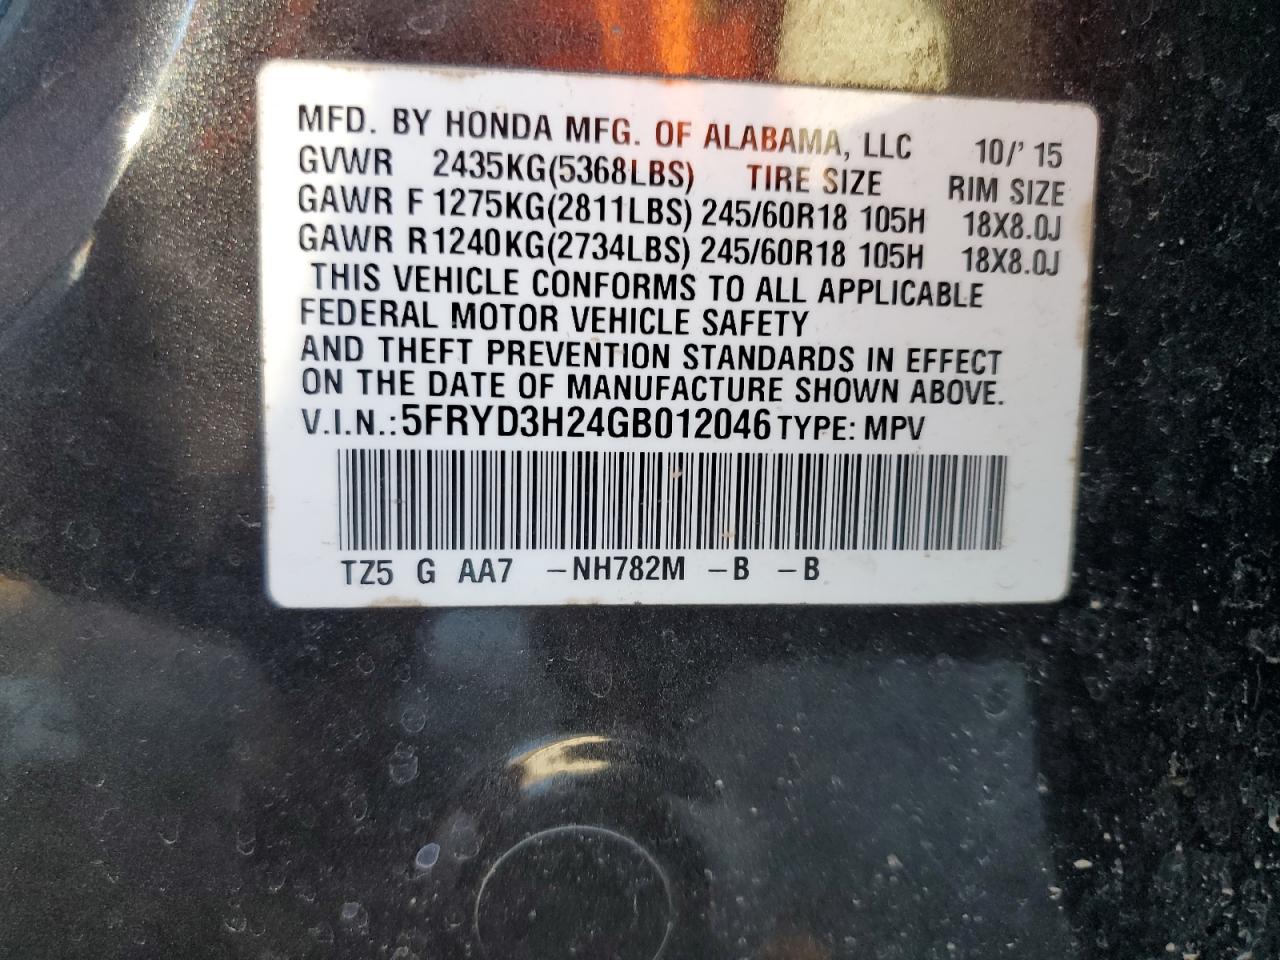 MFD. BY HONDA MFG. OF ALABAMA, LLC 10/' 15
GVWR 2435KG(5368LBS) TIRE SIZE RIM SIZE
GAWR F 1275KG(2811LBS) 245/60R18 105H 18X8.0J
GAWR R1240KG(2734LBS) 245/60R18 105H 18X8.0J
THIS VEHICLE CONFORMS TO ALL APPLICABLE
FEDERAL MOTOR VEHICLE SAFETY
AND THEFT PREVENTION STANDARDS IN EFFECT
ON THE DATE OF MANUFACTURE SHOWN ABOVE.
V.I.N.:5FRYD3H24GB012046 TYPE: MPV
TZ5 G AA7 -NH782M -B -B